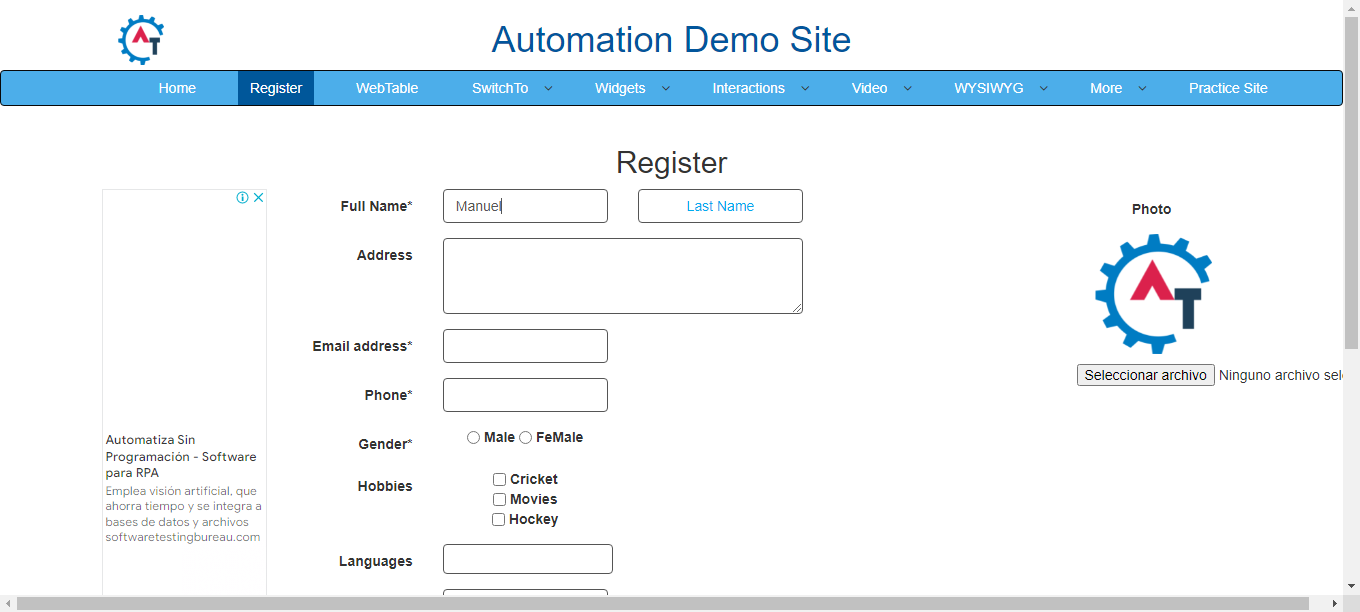 AT
Automation Demo Site
Home Register WebTable SwitchTo Widgets Interactions Video WYSIWYG More Practice Site
Register
Full Name* Manuel Last Name
Address
Email address*
Phone*
Gender* Male FeMale
Hobbies Cricket
Movies
Hockey
Languages
Photo
AT
Seleccionar archivo Ninguno archivo sel
Automatiza Sin
Programación - Software
para RPA
Emplea visión artificial, que
ahorra tiempo y se integra a
bases de datos y archivos
softwaretestingbureau.com